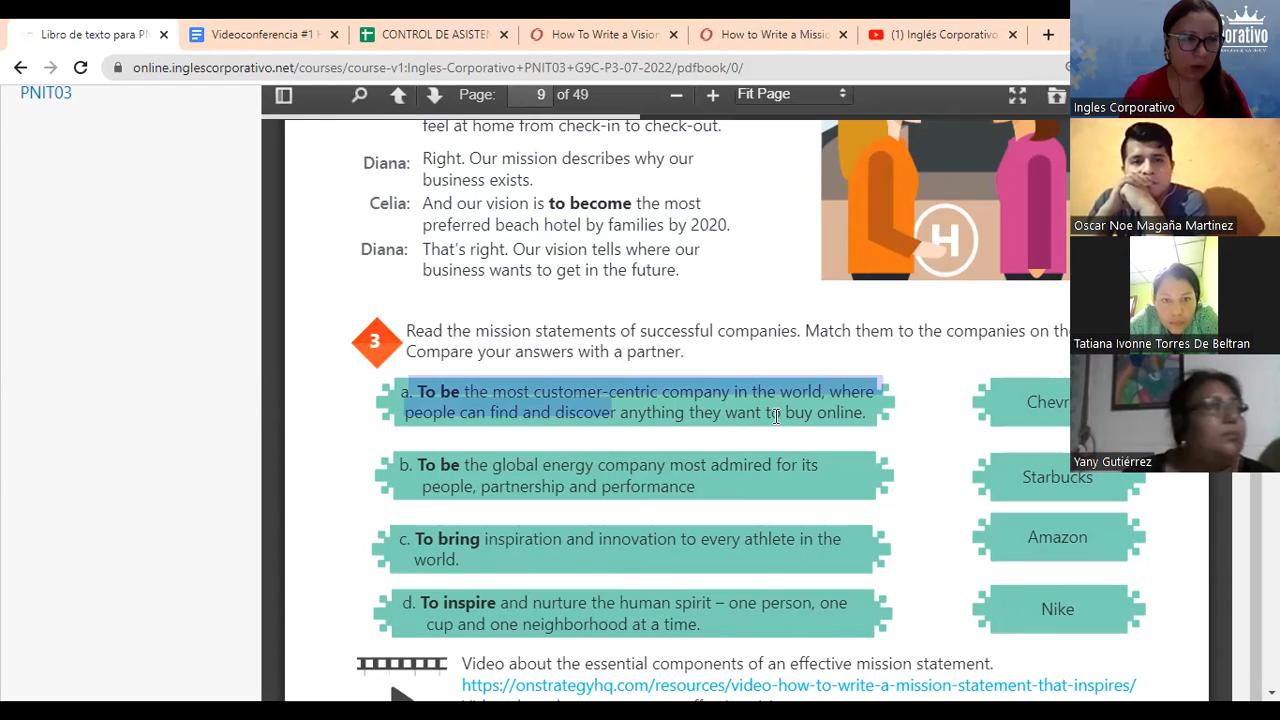 Libro de texto para PN
Videoconferencia #1
CONTROL DE ASISTEN
How To Write a Vision
How to Write a Missio
(1) Inglés Corporativo
online.inglescorporativo.net/courses/course-v1:Ingles-Corporativo+PNIT03+G9C-P3-07-2022/pdfbook/0/
PNIT03
Page: 9 of 49
Fit Page
feel at home from check-in to check-out.
Diana: Right. Our mission describes why our
business exists.
Celia: And our vision is to become the most
preferred beach hotel by families by 2020.
Diana: That's right. Our vision tells where our
business wants to get in the future.
H
3
Read the mission statements of successful companies. Match them to the companies on the
Compare your answers with a partner.
a. To be the most customer-centric company in the world, where
people can find and discover anything they want to buy online.
Chevr
b. To be the global energy company most admired for its
people, partnership and performance
Starbucks
c. To bring inspiration and innovation to every athlete in the
world.
Amazon
d. To inspire and nurture the human spirit – one person, one
cup and one neighborhood at a time.
Nike
Video about the essential components of an effective mission statement.
https://onstrategyhq.com/resources/video-how-to-write-a-mission-statement-that-inspires/
orativo
Ingles Corporativo
Oscar Noe Magaña Martinez
Tatiana Ivonne Torres De Beltran
Yany Gutiérrez